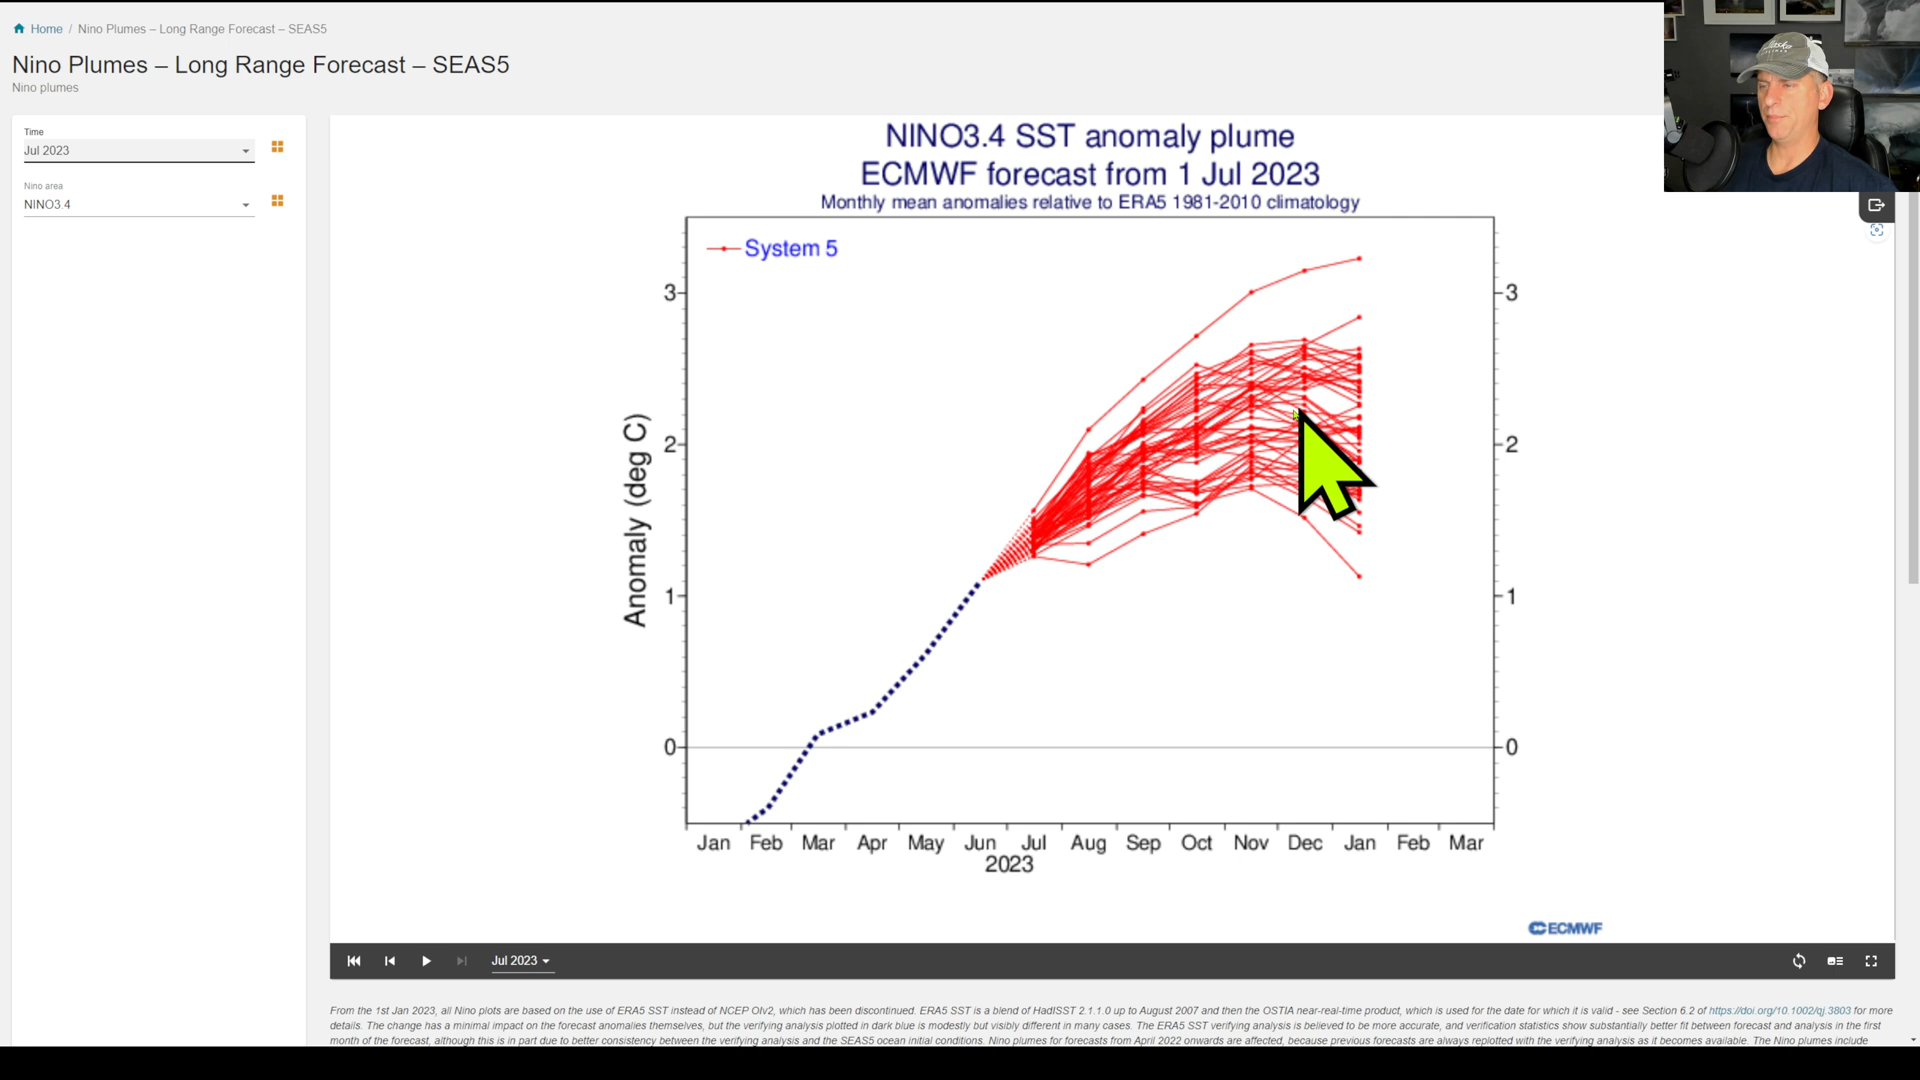 Home / Nino Plumes – Long Range Forecast – SEAS5
Nino Plumes – Long Range Forecast – SEAS5
Nino plumes
Time
Jul 2023
Nino area
NINO3.4
NINO3.4 SST anomaly plume
ECMWF forecast from 1 Jul 2023
Monthly mean anomalies relative to ERA5 1981-2010 climatology
System 5
3 3
2 2
1 1
0 0
Anomaly (deg C)
Jan Feb Mar Apr May Jun Jul Aug Sep Oct Nov Dec Jan Feb Mar
2023
ECMWF
Jul 2023
From the 1st Jan 2023, all Nino plots are based on the use of ERA5 SST instead of NCEP OIv2, which has been discontinued. ERA5 SST is a blend of HadISST 2.1.1.0 up to August 2007 and then the OSTIA near-real-time product, which is used for the date for which it is valid - see Section 6.2 of https://doi.org/10.1002/qj.3803 for more
details. The change has a minimal impact on the forecast anomalies themselves, but the verifying analysis plotted in dark blue is modestly but visibly different in many cases. The ERA5 SST verifying analysis is believed to be more accurate, and verification statistics show substantially better fit between forecast and analysis in the first
month of the forecast, although this is in part due to better consistency between the verifying analysis and the SEAS5 ocean initial conditions. Nino plumes for forecasts from April 2022 onwards are affected, because previous forecasts are always replotted with the verifying analysis as it becomes available. The Nino plumes include